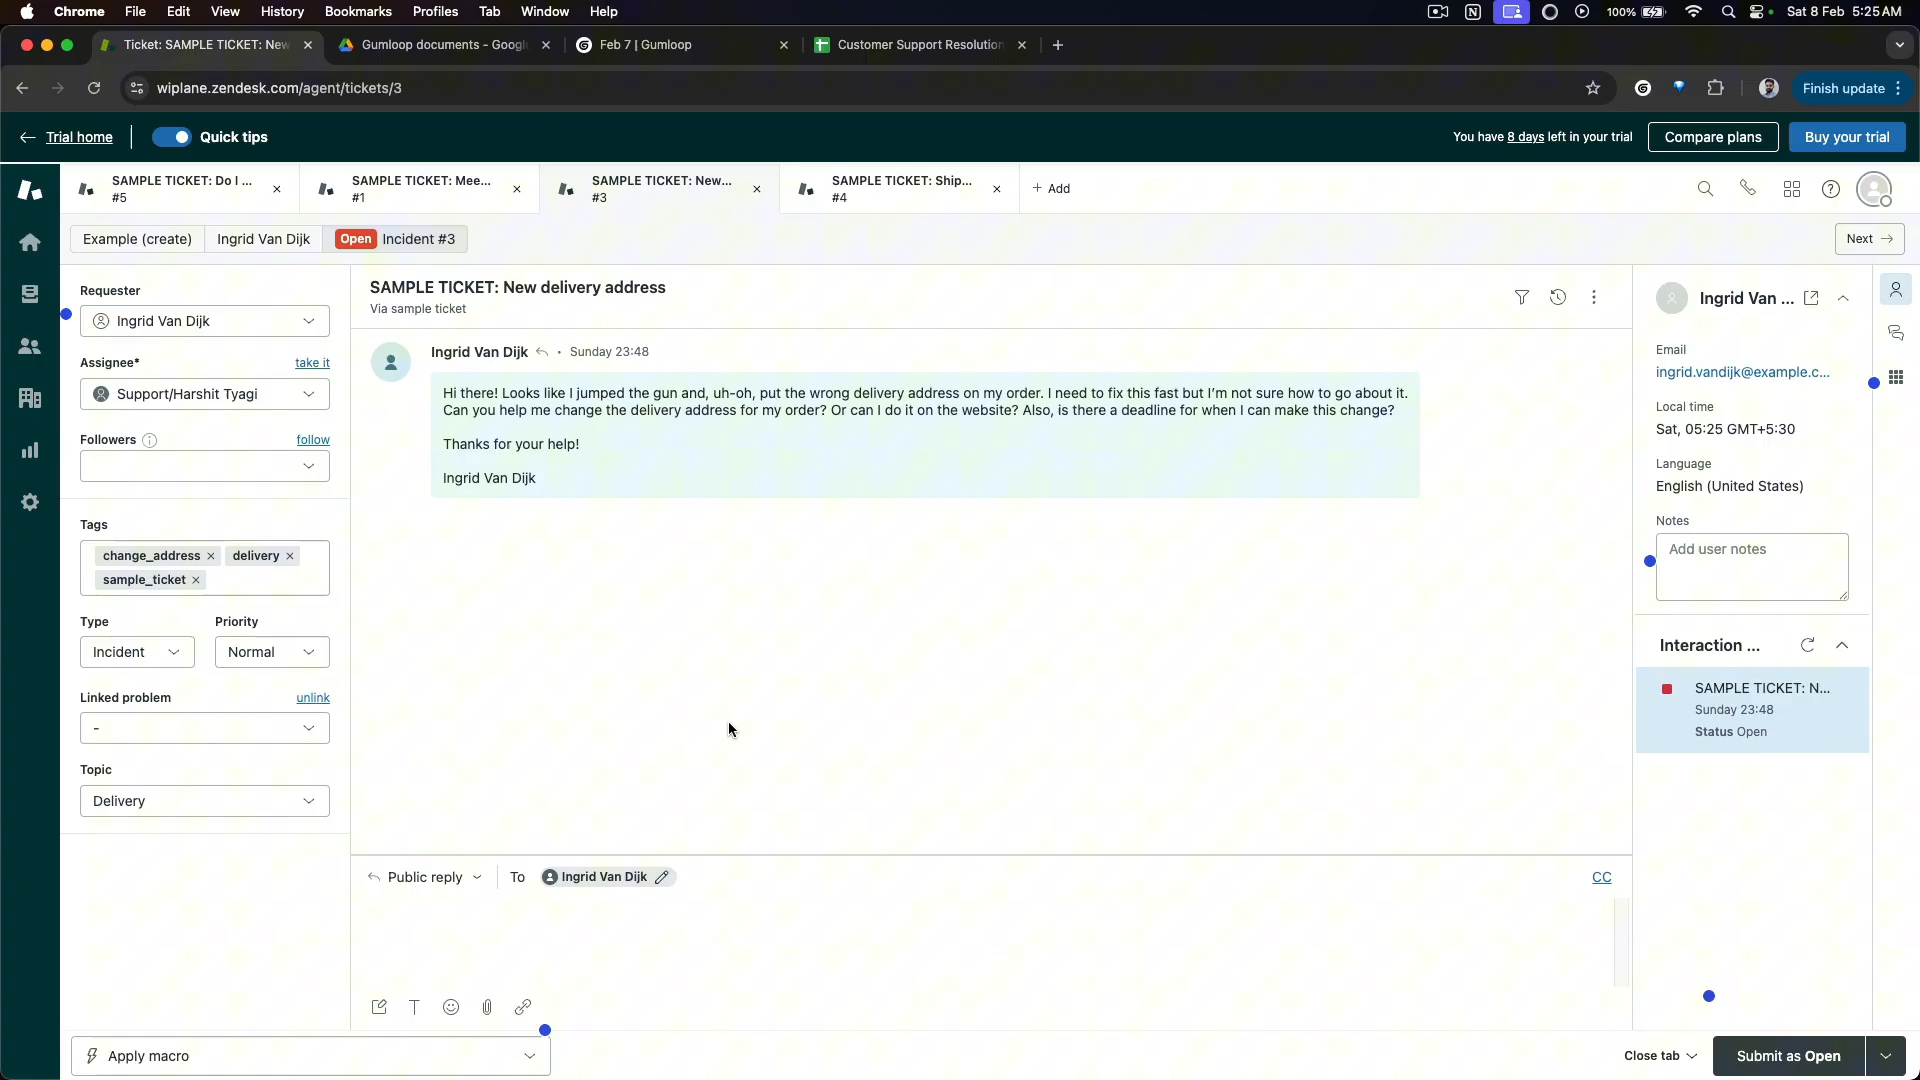 Chrome File Edit View History Bookmarks Profiles Tab Window Help 100% Sat 8 Feb 5:25 AM
Ticket: SAMPLE TICKET: New
Gumloop documents - Googl
Feb 7 | Gumloop
Customer Support Resolution
wiplane.zendesk.com/agent/tickets/3
Finish update
Trial home
Quick tips
You have 8 days left in your trial
Compare plans
Buy your trial
SAMPLE TICKET: Do I ...
#5
SAMPLE TICKET: Mee...
#1
SAMPLE TICKET: New...
#3
SAMPLE TICKET: Ship...
#4
+ Add
Example (create)
Ingrid Van Dijk
Open Incident #3
Next
Requester
Ingrid Van Dijk
Assignee* take it
Support/Harshit Tyagi
Followers follow
Tags
change_address × delivery ×
sample_ticket ×
Type Priority
Incident Normal
Linked problem unlink
-
Topic
Delivery
SAMPLE TICKET: New delivery address
Via sample ticket
Ingrid Van Dijk • Sunday 23:48
Hi there! Looks like I jumped the gun and, uh-oh, put the wrong delivery address on my order. I need to fix this fast but I'm not sure how to go about it.
Can you help me change the delivery address for my order? Or can I do it on the website? Also, is there a deadline for when I can make this change?
Thanks for your help!
Ingrid Van Dijk
Public reply To Ingrid Van Dijk CC
Apply macro
Ingrid Van ...
Email
ingrid.vandijk@example.c...
Local time
Sat, 05:25 GMT+5:30
Language
English (United States)
Notes
Add user notes
Interaction ...
SAMPLE TICKET: N...
Sunday 23:48
Status Open
Close tab
Submit as Open